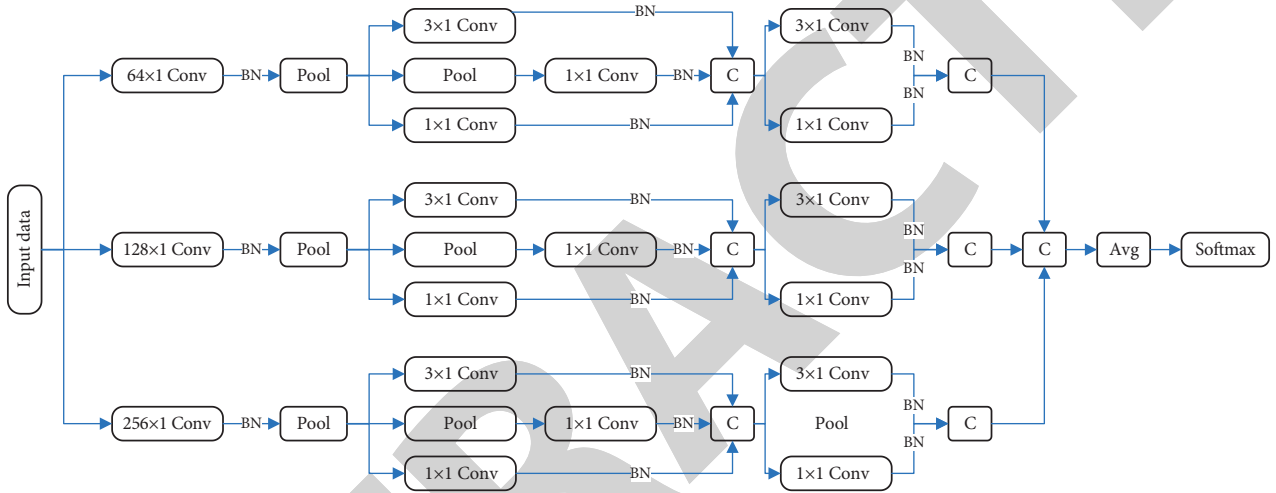 Input data
64×1 Conv
BN
Pool
3×1 Conv
BN
Pool
1×1 Conv
BN
1×1 Conv
BN
C
3×1 Conv
BN
1×1 Conv
BN
C
128×1 Conv
BN
Pool
3×1 Conv
BN
Pool
1×1 Conv
BN
1×1 Conv
BN
C
3×1 Conv
BN
1×1 Conv
BN
C
256×1 Conv
BN
Pool
3×1 Conv
BN
Pool
1×1 Conv
BN
1×1 Conv
BN
C
3×1 Conv
BN
Pool
1×1 Conv
BN
C
C
Avg
Softmax
RACT